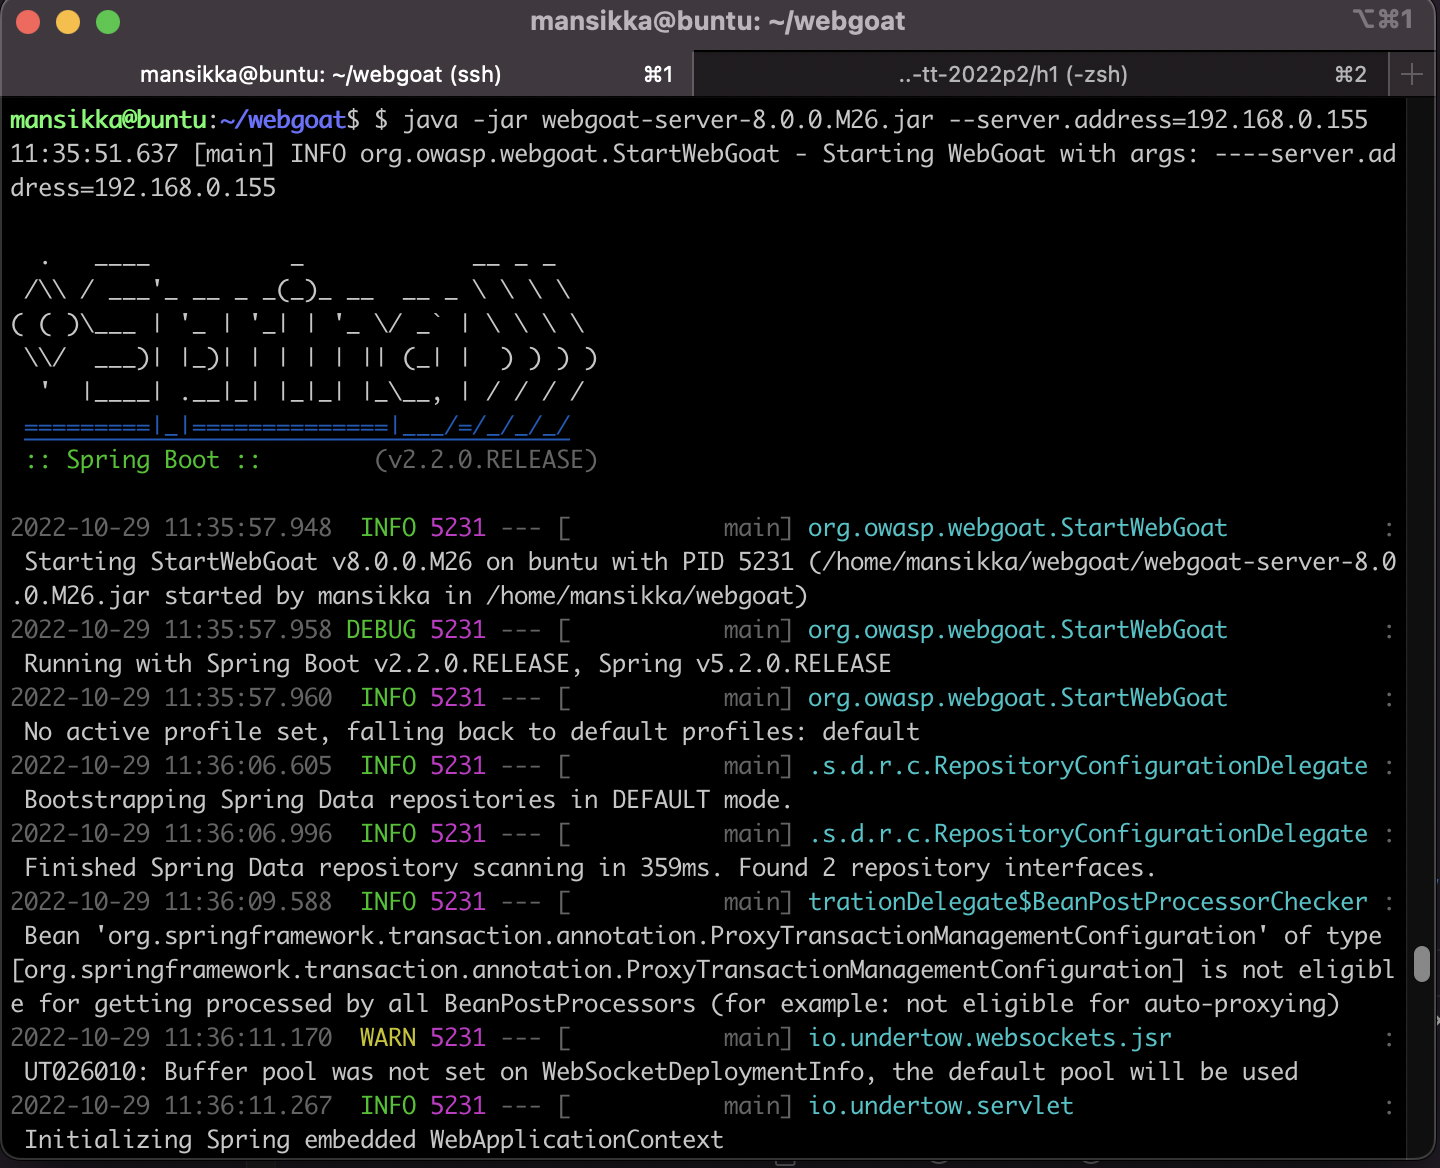 mansikka@buntu: ~/webgoat
⌥⌘1
mansikka@buntu: ~/webgoat (ssh) ⌘1
..-tt-2022p2/h1 (-zsh) ⌘2
mansikka@buntu:~/webgoat$ $ java -jar webgoat-server-8.0.0.M26.jar --server.address=192.168.0.155
11:35:51.637 [main] INFO org.owasp.webgoat.StartWebGoat - Starting WebGoat with args: ----server.ad
dress=192.168.0.155
  .   ____          _            __ _ _
 /\\ / ___'_ __ _ _(_)_ __  __ _ \ \ \ \
( ( )\___ | '_ | '_| | '_ \/ _` | \ \ \ \
 \\/  ___)| |_)| | | | | || (_| |  ) ) ) )
  '  |____| .__|_| |_|_| |_\__, | / / / /
 =========|_|==============|___/=/_/_/_/
 :: Spring Boot ::        (v2.2.0.RELEASE)
2022-10-29 11:35:57.948  INFO 5231 --- [           main] org.owasp.webgoat.StartWebGoat           :
 Starting StartWebGoat v8.0.0.M26 on buntu with PID 5231 (/home/mansikka/webgoat/webgoat-server-8.0
.0.M26.jar started by mansikka in /home/mansikka/webgoat)
2022-10-29 11:35:57.958 DEBUG 5231 --- [           main] org.owasp.webgoat.StartWebGoat           :
 Running with Spring Boot v2.2.0.RELEASE, Spring v5.2.0.RELEASE
2022-10-29 11:35:57.960  INFO 5231 --- [           main] org.owasp.webgoat.StartWebGoat           :
 No active profile set, falling back to default profiles: default
2022-10-29 11:36:06.605  INFO 5231 --- [           main] .s.d.r.c.RepositoryConfigurationDelegate :
 Bootstrapping Spring Data repositories in DEFAULT mode.
2022-10-29 11:36:06.996  INFO 5231 --- [           main] .s.d.r.c.RepositoryConfigurationDelegate :
 Finished Spring Data repository scanning in 359ms. Found 2 repository interfaces.
2022-10-29 11:36:09.588  INFO 5231 --- [           main] trationDelegate$BeanPostProcessorChecker :
 Bean 'org.springframework.transaction.annotation.ProxyTransactionManagementConfiguration' of type
[org.springframework.transaction.annotation.ProxyTransactionManagementConfiguration] is not eligibl
e for getting processed by all BeanPostProcessors (for example: not eligible for auto-proxying)
2022-10-29 11:36:11.170  WARN 5231 --- [           main] io.undertow.websockets.jsr               :
 UT026010: Buffer pool was not set on WebSocketDeploymentInfo, the default pool will be used
2022-10-29 11:36:11.267  INFO 5231 --- [           main] io.undertow.servlet                      :
 Initializing Spring embedded WebApplicationContext